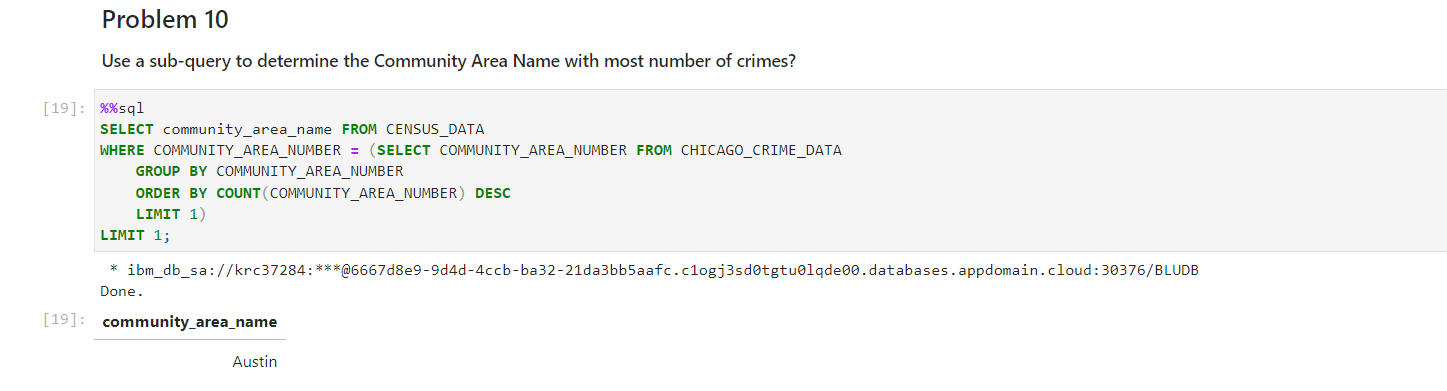 Problem 10
Use a sub-query to determine the Community Area Name with most number of crimes?
[19]: %%sql
SELECT community_area_name FROM CENSUS_DATA
WHERE COMMUNITY_AREA_NUMBER = (SELECT COMMUNITY_AREA_NUMBER FROM CHICAGO_CRIME_DATA
GROUP BY COMMUNITY_AREA_NUMBER
ORDER BY COUNT(COMMUNITY_AREA_NUMBER) DESC
LIMIT 1)
LIMIT 1;
* ibm_db_sa://krc37284:***@6667d8e9-9d4d-4ccb-ba32-21da3bb5aafc.c1ogj3sd0tgtu0lqde00.databases.appdomain.cloud:30376/BLUDB
Done.
[19]: community_area_name
Austin